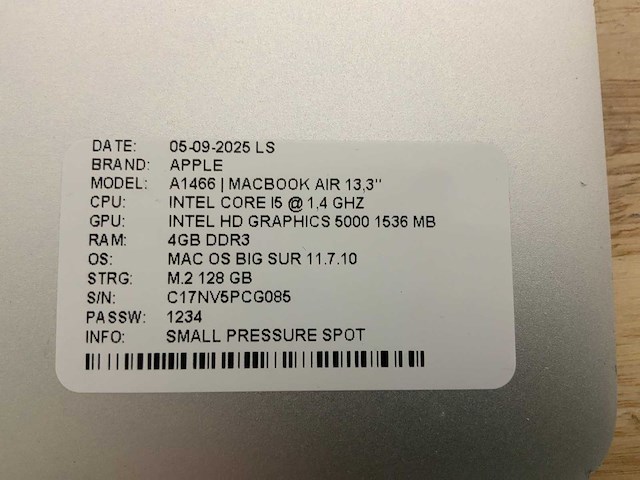 DATE: 05-09-2025 LS
BRAND: APPLE
MODEL: A1466 | MACBOOK AIR 13,3"
CPU: INTEL CORE I5 @ 1,4 GHZ
GPU: INTEL HD GRAPHICS 5000 1536 MB
RAM: 4GB DDR3
OS: MAC OS BIG SUR 11.7.10
STRG: M.2 128 GB
S/N: C17NV5PCG085
PASSW: 1234
INFO: SMALL PRESSURE SPOT